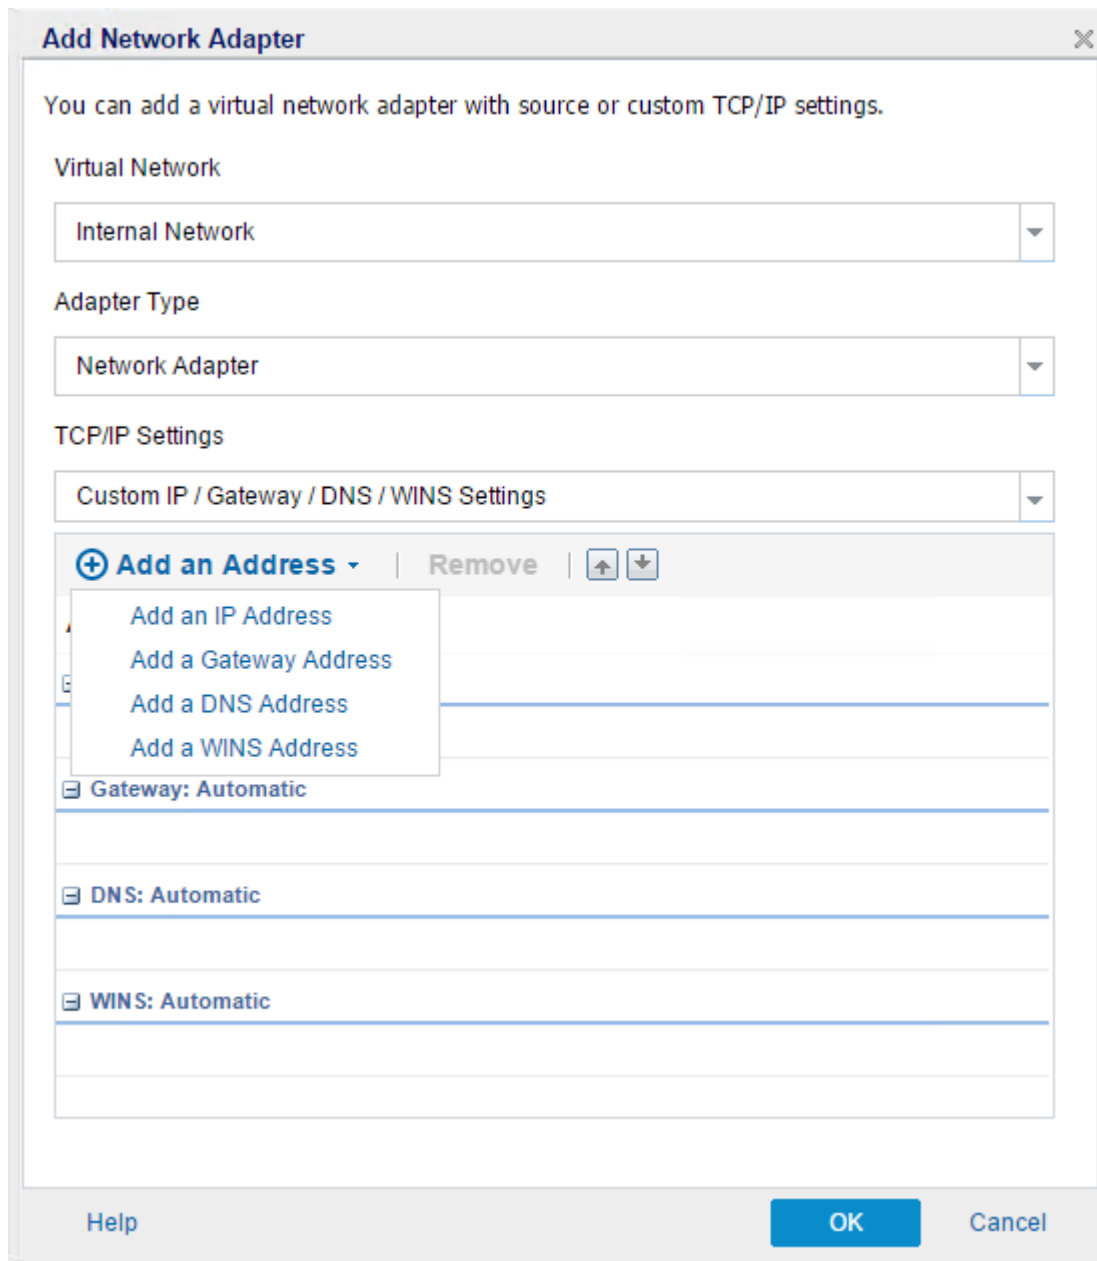 Add Network Adapter
You can add a virtual network adapter with source or custom TCP/IP settings.
Virtual Network
Internal Network
Adapter Type
Network Adapter
TCP/IP Settings
Custom IP / Gateway / DNS / WINS Settings
Add an Address Remove
Add an IP Address
Add a Gateway Address
Add a DNS Address
Add a WINS Address
Gateway: Automatic
DNS: Automatic
WINS: Automatic
Help OK Cancel